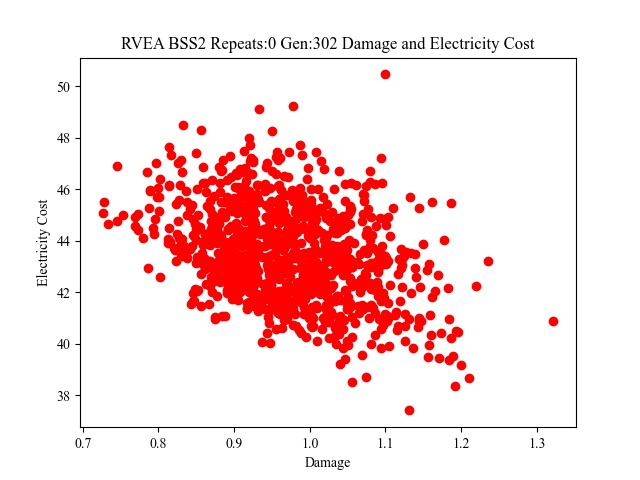 RVEA BSS2 Repeats:0 Gen:302 Damage and Electricity Cost
50
48
46
44
42
40
38
Electricity Cost
0.7 0.8 0.9 1.0 1.1 1.2 1.3
Damage